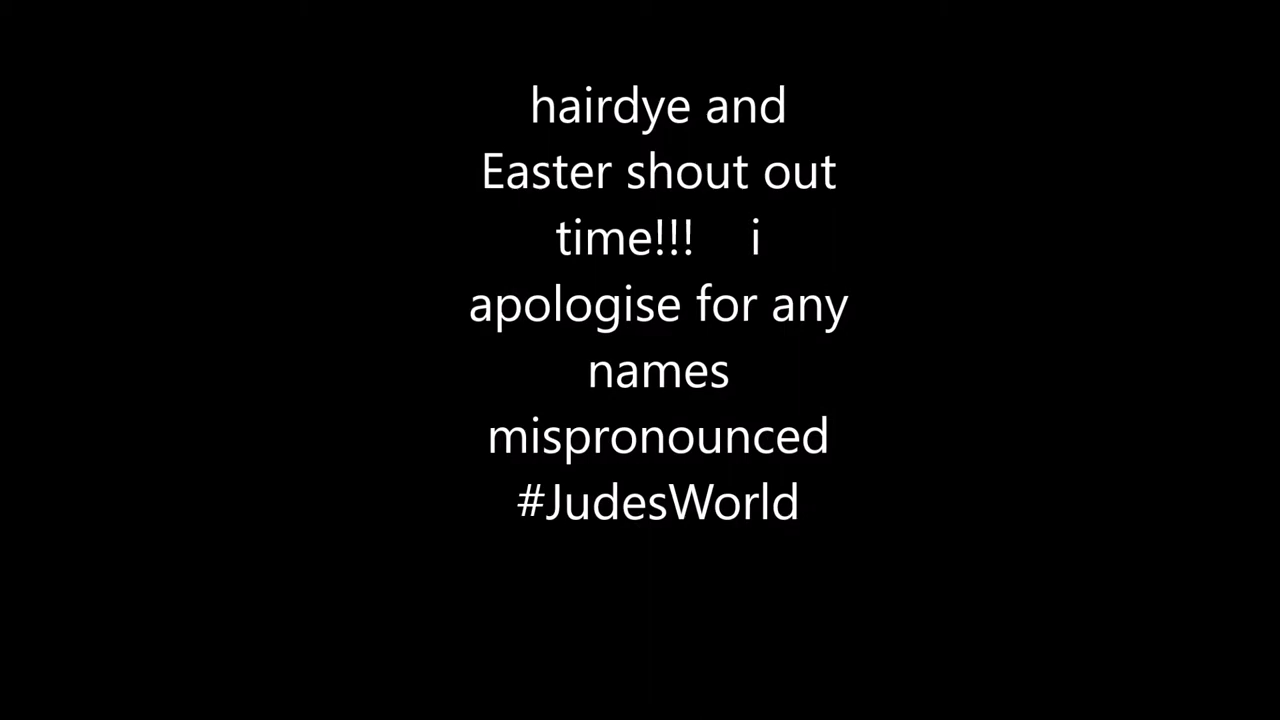 hairdye and
Easter shout out
time!!! i
apologise for any
names
mispronounced
#JudesWorld